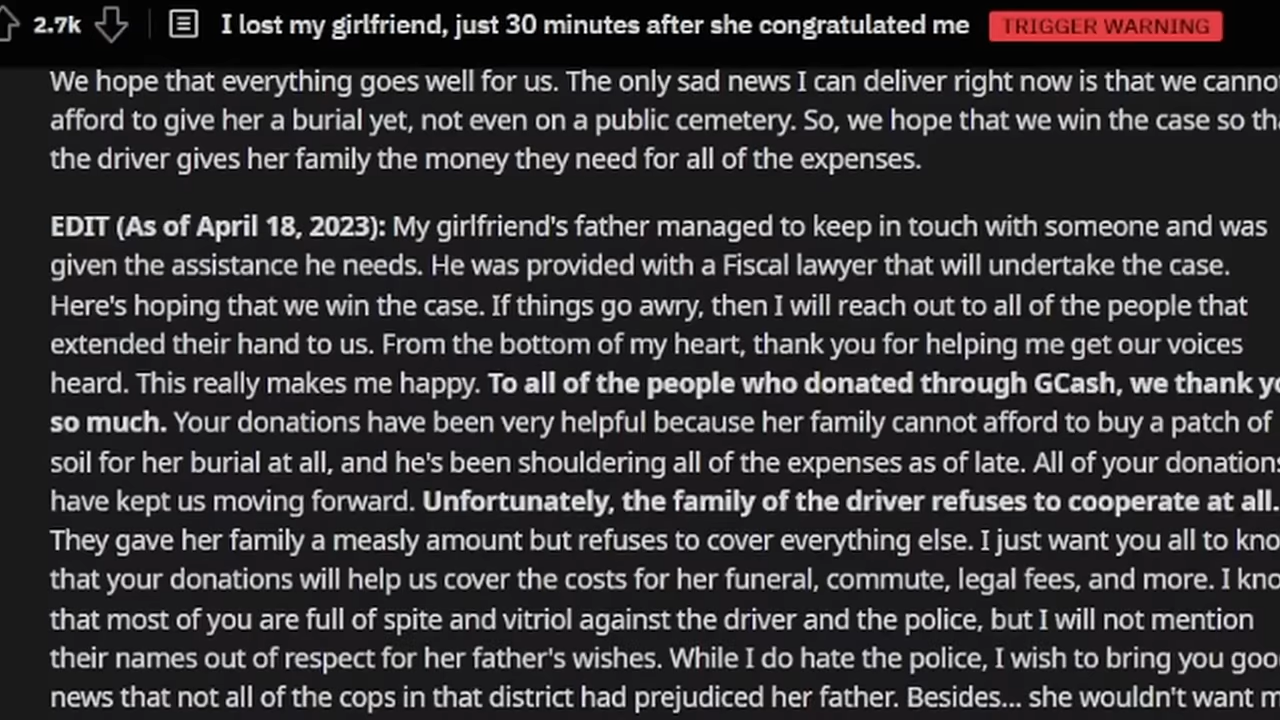 2.7k I lost my girlfriend, just 30 minutes after she congratulated me TRIGGER WARNING
We hope that everything goes well for us. The only sad news I can deliver right now is that we canno
afford to give her a burial yet, not even on a public cemetery. So, we hope that we win the case so tha
the driver gives her family the money they need for all of the expenses.
EDIT (As of April 18, 2023): My girlfriend's father managed to keep in touch with someone and was
given the assistance he needs. He was provided with a Fiscal lawyer that will undertake the case.
Here's hoping that we win the case. If things go awry, then I will reach out to all of the people that
extended their hand to us. From the bottom of my heart, thank you for helping me get our voices
heard. This really makes me happy. To all of the people who donated through GCash, we thank yo
so much. Your donations have been very helpful because her family cannot afford to buy a patch of
soil for her burial at all, and he's been shouldering all of the expenses as of late. All of your donations
have kept us moving forward. Unfortunately, the family of the driver refuses to cooperate at all.
They gave her family a measly amount but refuses to cover everything else. I just want you all to kno
that your donations will help us cover the costs for her funeral, commute, legal fees, and more. I kno
that most of you are full of spite and vitriol against the driver and the police, but I will not mention
their names out of respect for her father's wishes. While I do hate the police, I wish to bring you goo
news that not all of the cops in that district had prejudiced her father. Besides... she wouldn't want m